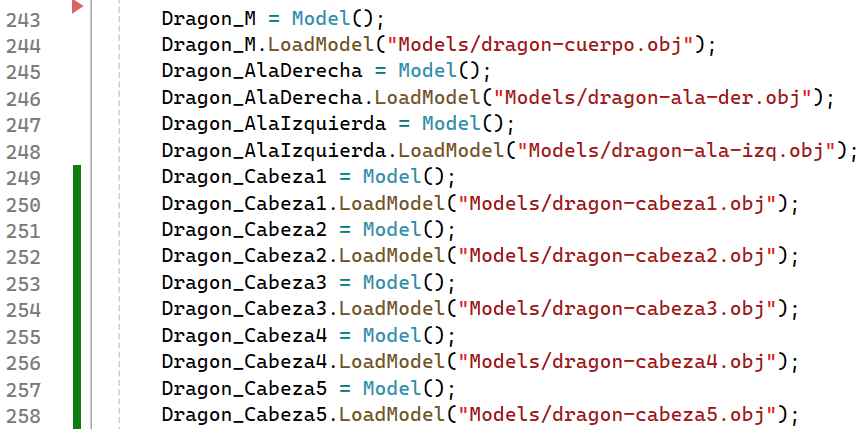 243 Dragon_M = Model();
244 Dragon_M.LoadModel("Models/dragon-cuerpo.obj");
245 Dragon_AlaDerecha = Model();
246 Dragon_AlaDerecha.LoadModel("Models/dragon-ala-der.obj");
247 Dragon_AlaIzquierda = Model();
248 Dragon_AlaIzquierda.LoadModel("Models/dragon-ala-izq.obj");
249 Dragon_Cabeza1 = Model();
250 Dragon_Cabeza1.LoadModel("Models/dragon-cabeza1.obj");
251 Dragon_Cabeza2 = Model();
252 Dragon_Cabeza2.LoadModel("Models/dragon-cabeza2.obj");
253 Dragon_Cabeza3 = Model();
254 Dragon_Cabeza3.LoadModel("Models/dragon-cabeza3.obj");
255 Dragon_Cabeza4 = Model();
256 Dragon_Cabeza4.LoadModel("Models/dragon-cabeza4.obj");
257 Dragon_Cabeza5 = Model();
258 Dragon_Cabeza5.LoadModel("Models/dragon-cabeza5.obj");